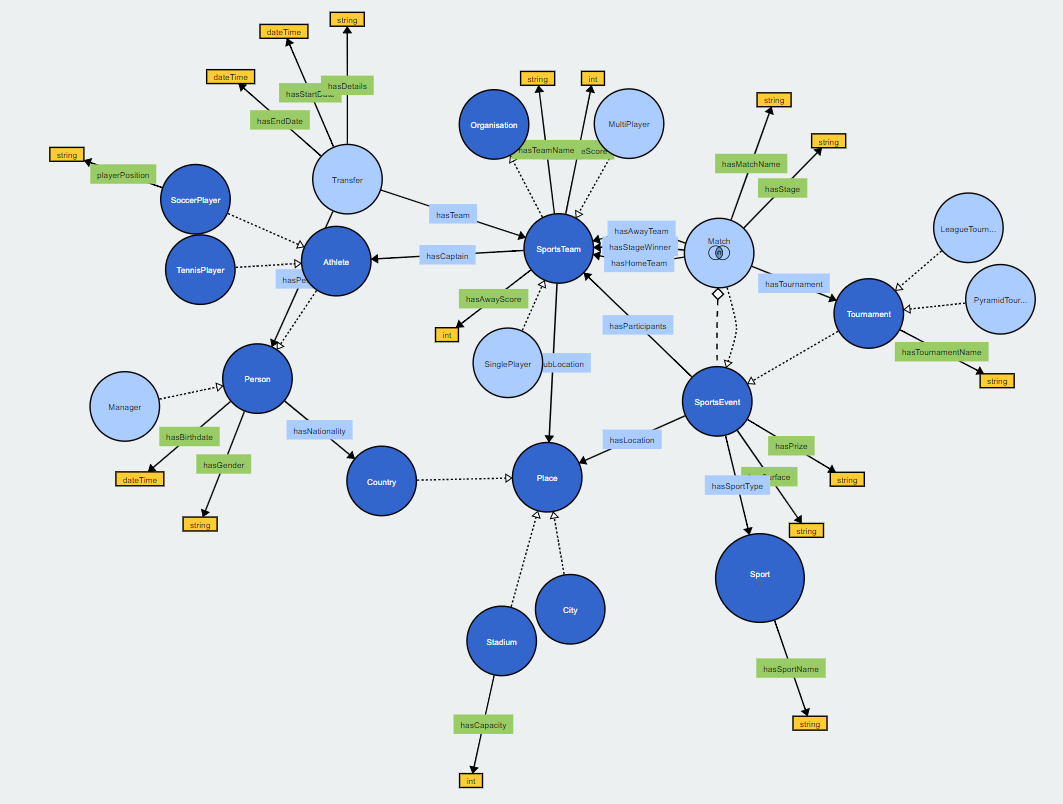 string
dateTime
hasDetails
hasStartD
dateTime
hasEndDate
string
int
string
Organisation
MultiPlayer
hasMatchName
string
hasStage
hasTeamName
eScore
string
playerPosition
Transfer
SoccerPlayer
hasTeam
LeagueTourn...
hasAwayTeam
Match
SportsTeam
hasStageWinner
hasCaptain
hasHomeTeam
Athlete
TennisPlayer
hasPe
hasTournament
PyramidTour...
hasAwayScore
Tournament
hasParticipants
int
hasTournamentName
SinglePlayer
ubLocation
Person
string
SportsEvent
Manager
hasNationality
hasBirthdate
hasLocation
hasPrize
hasGender
Country
Place
dateTime
hasSportType
rface
string
string
string
Sport
City
Stadium
hasSportName
string
hasCapacity
int